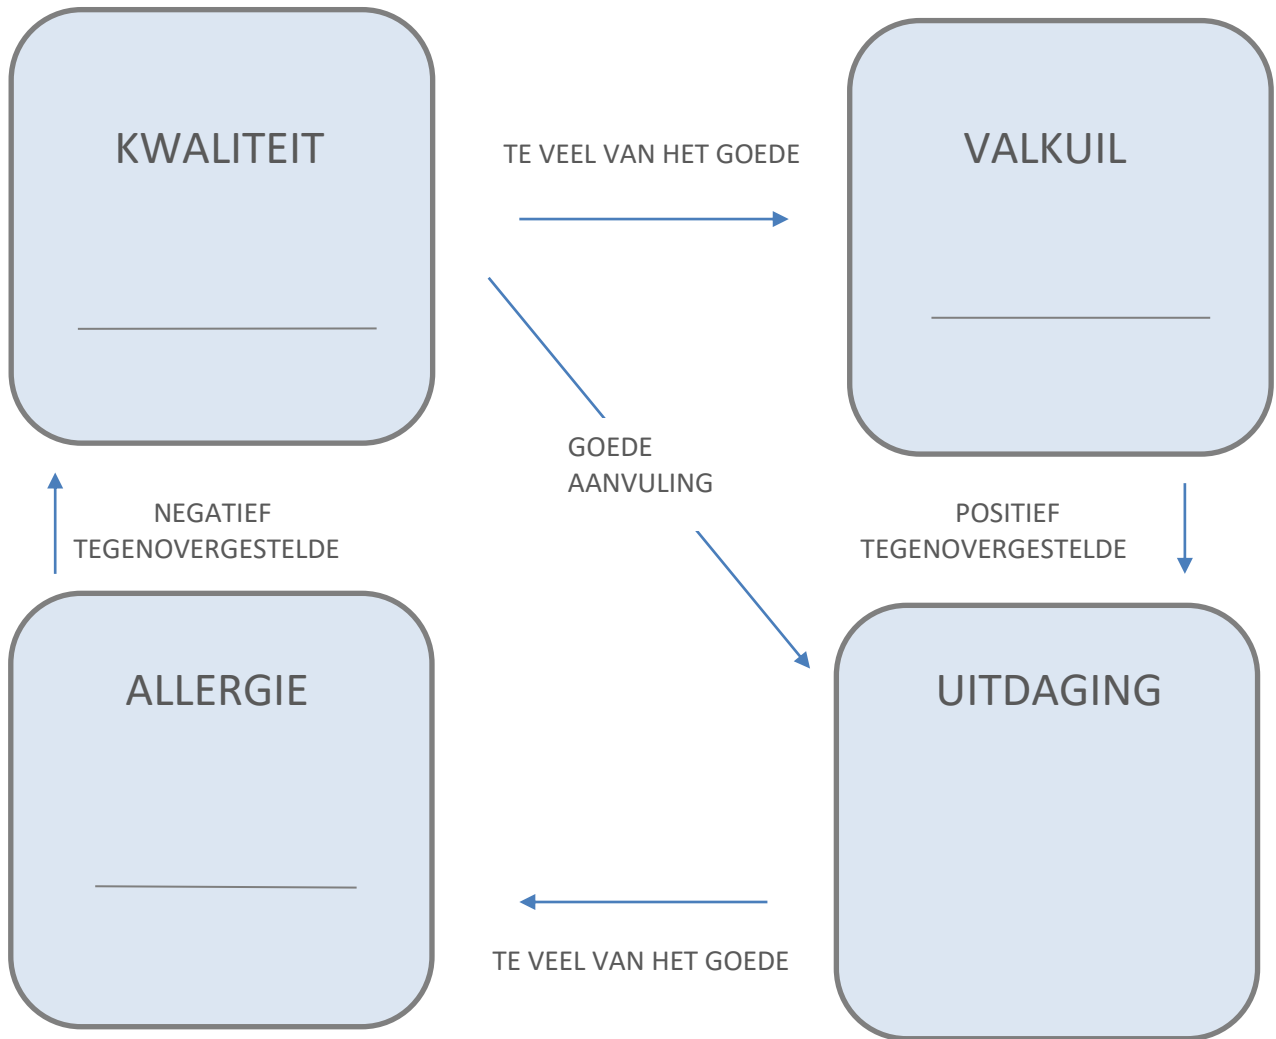 KWALITEIT
TE VEEL VAN HET GOEDE
VALKUIL
GOEDE
AANVULING
NEGATIEF
TEGENOVERGESTELDE
POSITIEF
TEGENOVERGESTELDE
ALLERGIE
UITDAGING
TE VEEL VAN HET GOEDE